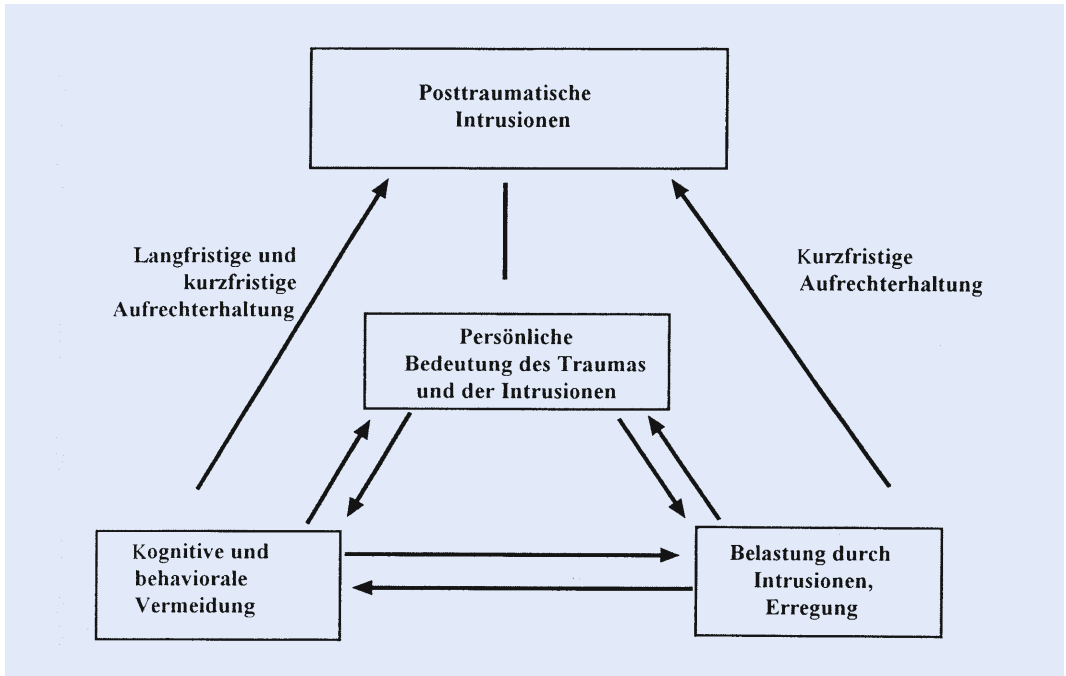 Posttraumatische
Intrusionen
Langfristige und
kurzfristige
Aufrechterhaltung
Kurzfristige
Aufrechterhaltung
Persönliche
Bedeutung des Traumas
und der Intrusionen
Kognitive und
behaviorale
Vermeidung
Belastung durch
Intrusionen,
Erregung